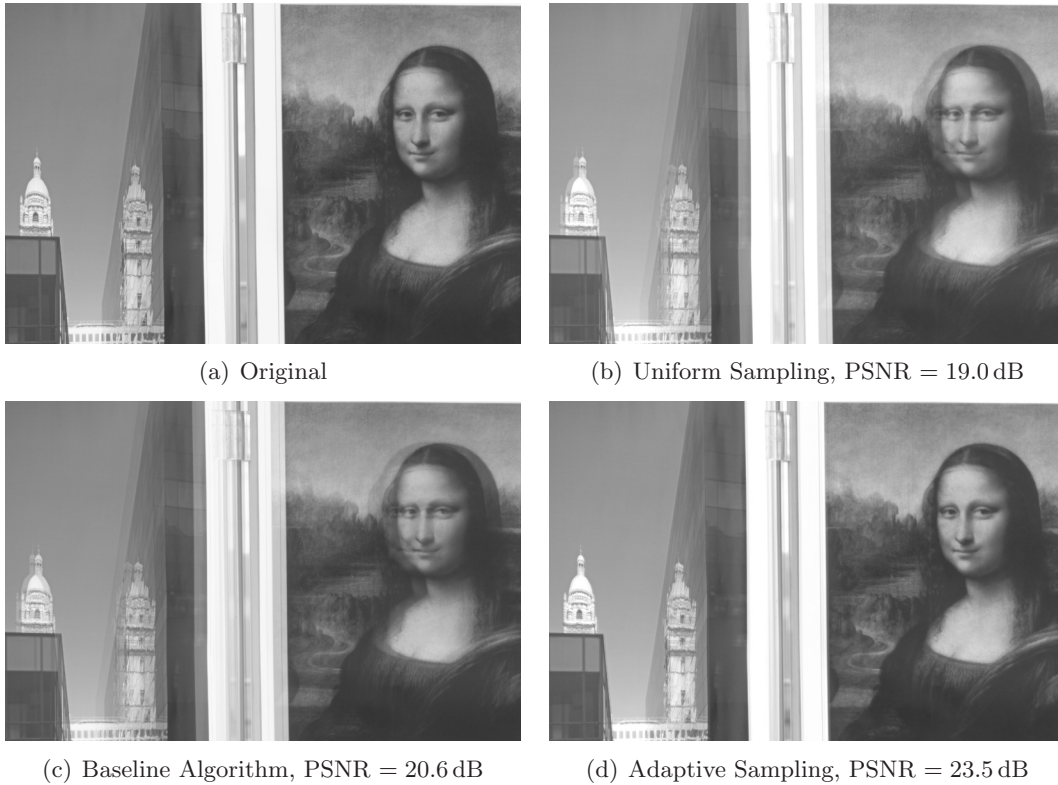 (a) Original
(b) Uniform Sampling, PSNR = 19.0 dB
(c) Baseline Algorithm, PSNR = 20.6 dB
(d) Adaptive Sampling, PSNR = 23.5 dB